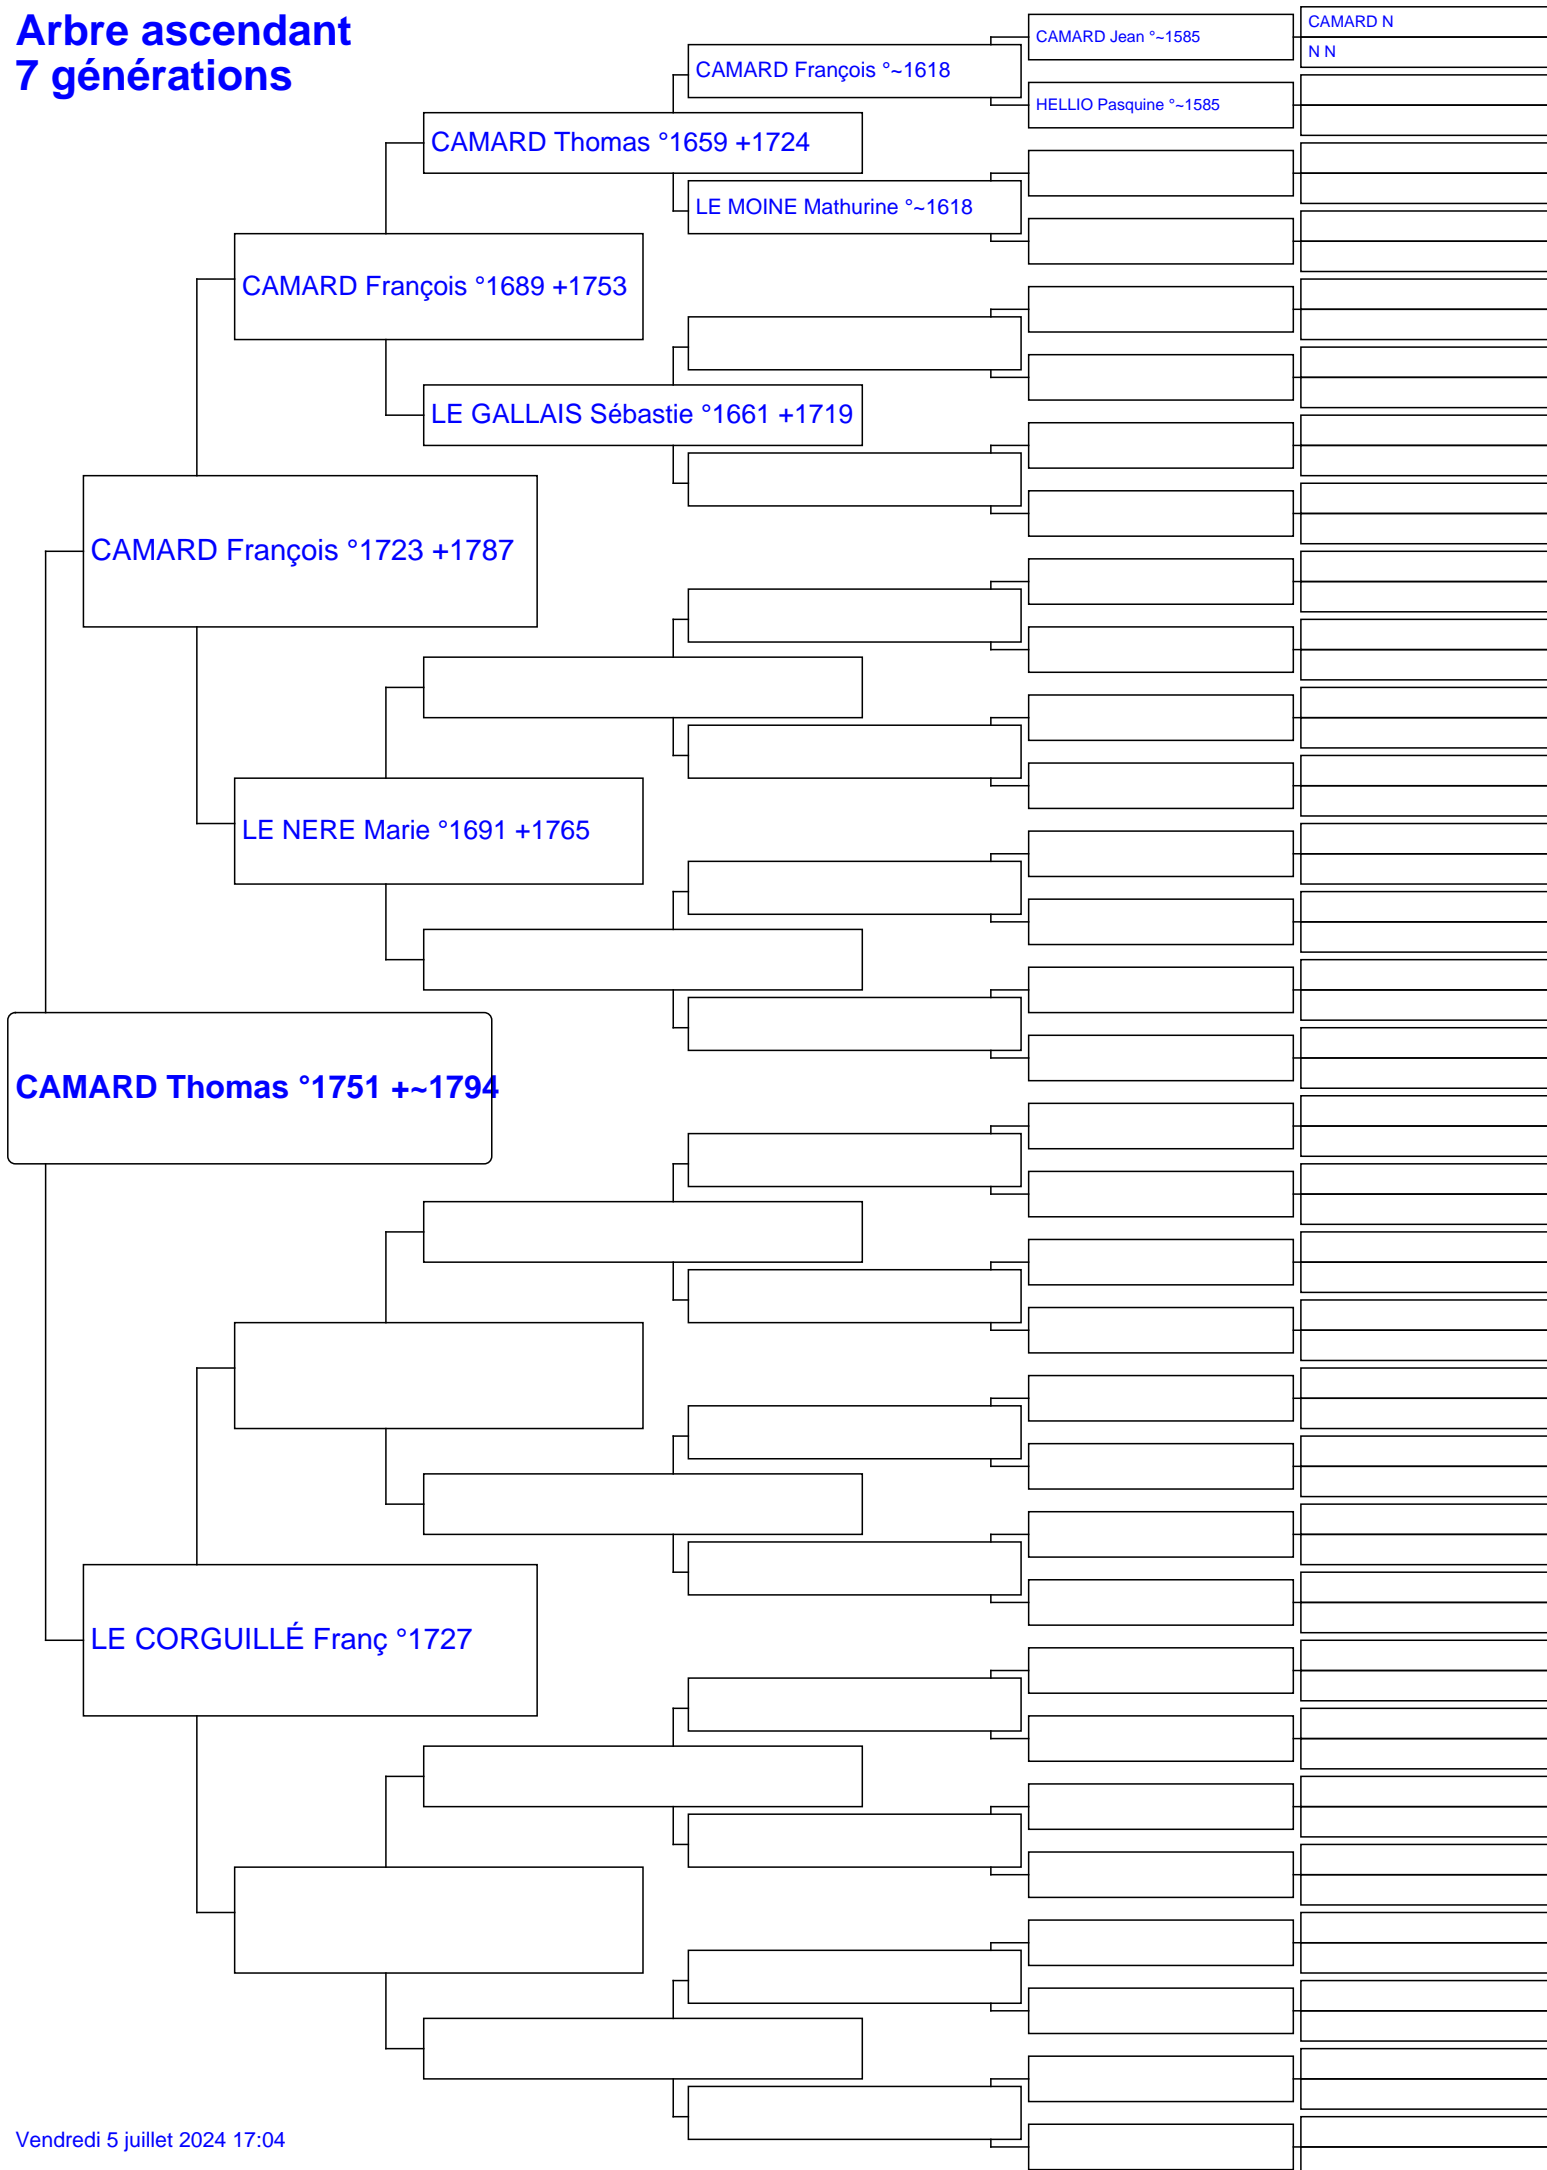 Arbre ascendant
7 générations
CAMARD N
N N
CAMARD Jean °~1585
HELLIO Pasquine °~1585
CAMARD François °~1618
CAMARD Thomas °1659 +1724
LE MOINE Mathurine °~1618
CAMARD François °1689 +1753
LE GALLAIS Sébastie °1661 +1719
CAMARD François °1723 +1787
LE NERE Marie °1691 +1765
CAMARD Thomas °1751 +~1794
LE CORGUILLÉ Franç °1727
Vendredi 5 juillet 2024 17:04